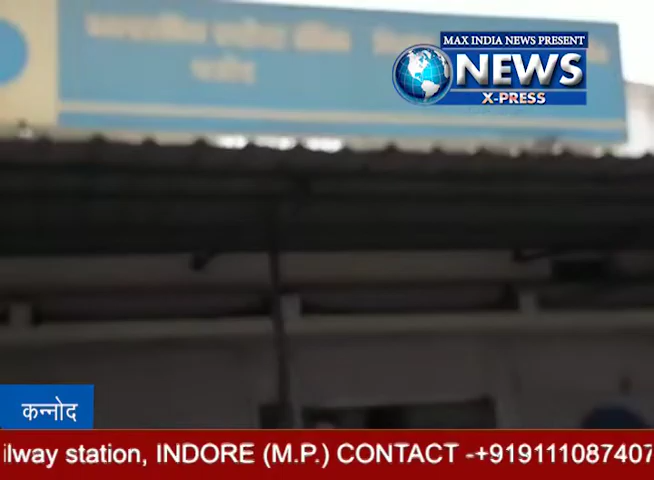 MAX INDIA NEWS PRESENT
NEWS
X-PRESS
कन्नोद
ilway station, INDORE (M.P.) CONTACT -+919111087407